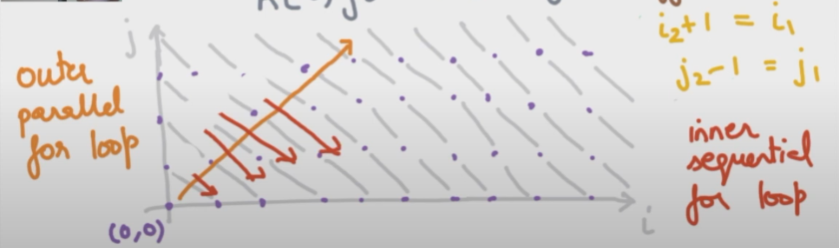 i₂+1 = i₁
j₂-1 = j₁
j
outer
parallel
for loop
inner
sequential
for loop
(0,0)
i